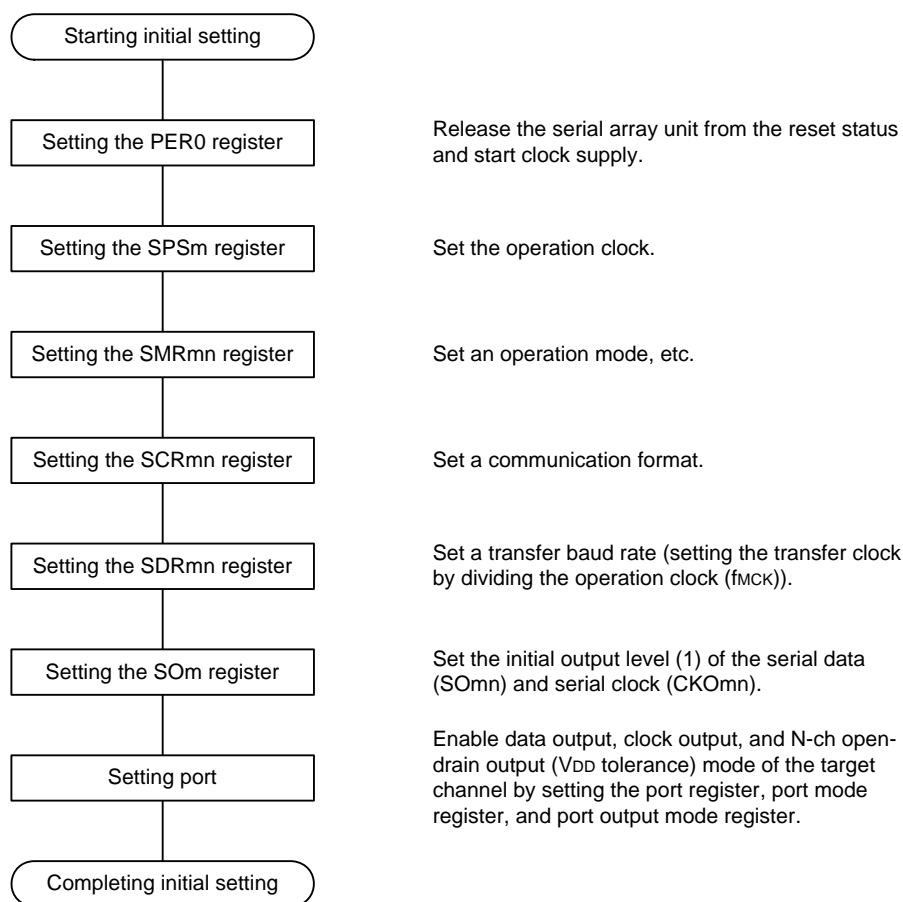 Starting initial setting
Setting the PER0 register
Release the serial array unit from the reset status
and start clock supply.
Setting the SPSm register
Set the operation clock.
Setting the SMRmn register
Set an operation mode, etc.
Setting the SCRmn register
Set a communication format.
Setting the SDRmn register
Set a transfer baud rate (setting the transfer clock
by dividing the operation clock (fMCK)).
Setting the SOm register
Set the initial output level (1) of the serial data
(SOmn) and serial clock (CKOmn).
Setting port
Enable data output, clock output, and N-ch open-
drain output (VDD tolerance) mode of the target
channel by setting the port register, port mode
register, and port output mode register.
Completing initial setting